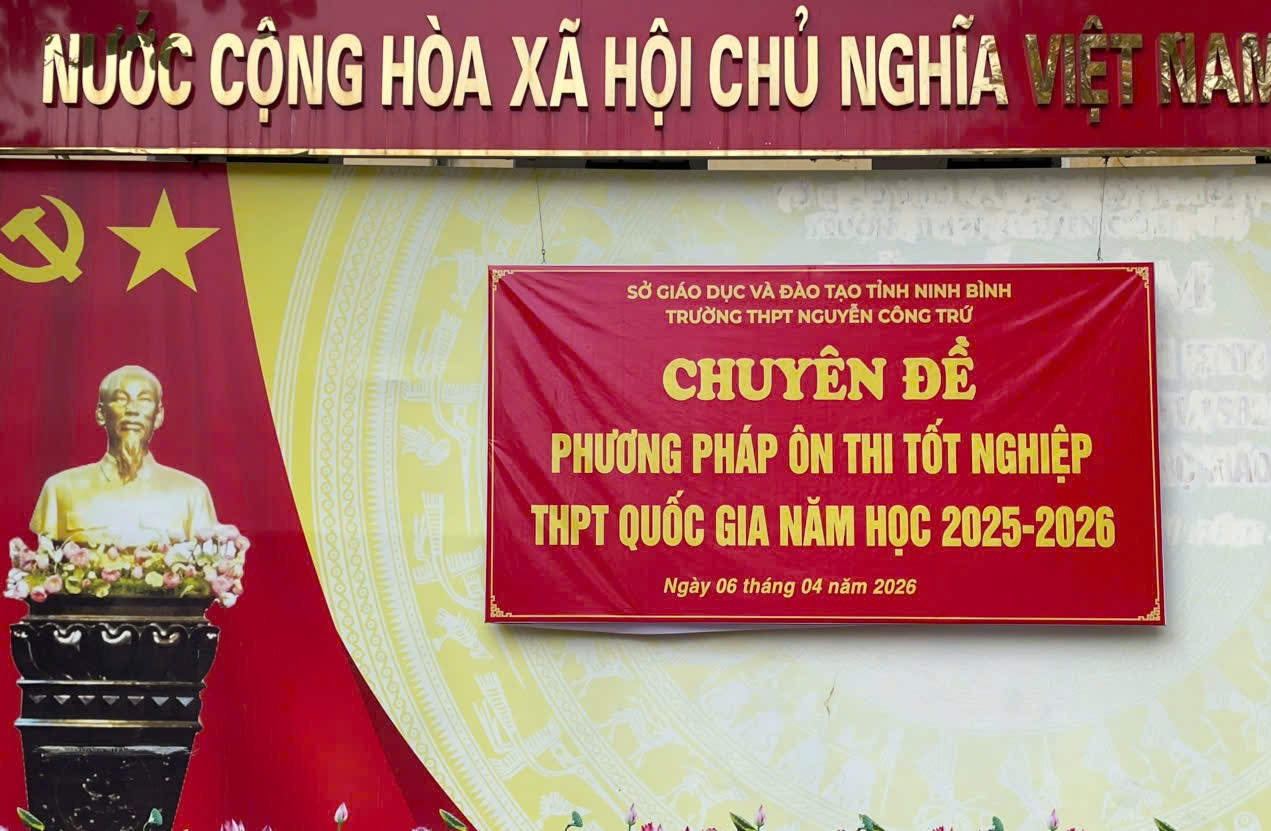 NƯỚC CỘNG HÒA XÃ HỘI CHỦ NGHĨA VIỆT NAM
SỞ GIÁO DỤC VÀ ĐÀO TẠO TỈNH NINH BÌNH
TRƯỜNG THPT NGUYỄN CÔNG TRỨ
CHUYÊN ĐỀ
PHƯƠNG PHÁP ÔN THI TỐT NGHIỆP
THPT QUỐC GIA NĂM HỌC 2025-2026
Ngày 06 tháng 04 năm 2026